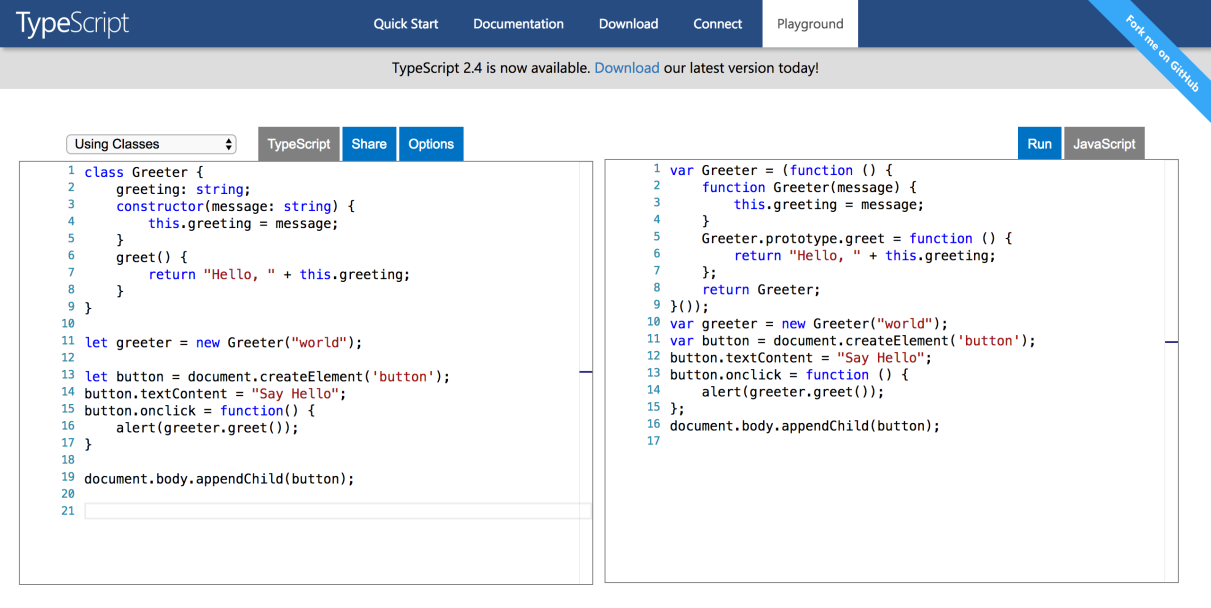 TypeScript
Quick Start Documentation Download Connect Playground
Fork me on GitHub
TypeScript 2.4 is now available. Download our latest version today!
Using Classes TypeScript Share Options
1 class Greeter {
2     greeting: string;
3     constructor(message: string) {
4         this.greeting = message;
5     }
6     greet() {
7         return "Hello, " + this.greeting;
8     }
9 }
10
11 let greeter = new Greeter("world");
12
13 let button = document.createElement('button');
14 button.textContent = "Say Hello";
15 button.onclick = function() {
16     alert(greeter.greet());
17 }
18
19 document.body.appendChild(button);
20
21
Run JavaScript
1 var Greeter = (function () {
2     function Greeter(message) {
3         this.greeting = message;
4     }
5     Greeter.prototype.greet = function () {
6         return "Hello, " + this.greeting;
7     };
8     return Greeter;
9 }());
10 var greeter = new Greeter("world");
11 var button = document.createElement('button');
12 button.textContent = "Say Hello";
13 button.onclick = function () {
14     alert(greeter.greet());
15 };
16 document.body.appendChild(button);
17